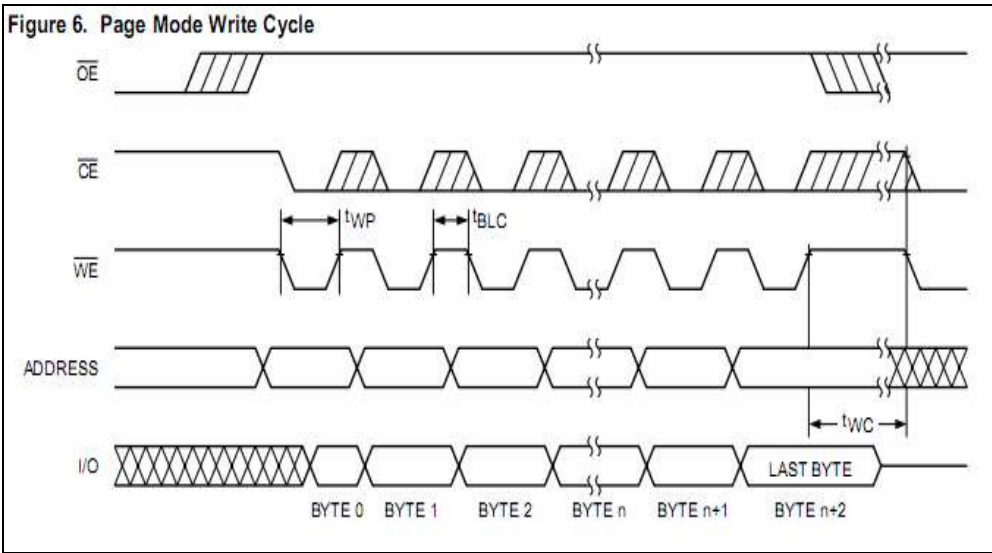 Figure 6. Page Mode Write Cycle
OE
CE
tWP
tBLC
WE
ADDRESS
tWC
I/O
LAST BYTE
BYTE 0 BYTE 1 BYTE 2 BYTE n BYTE n+1 BYTE n+2